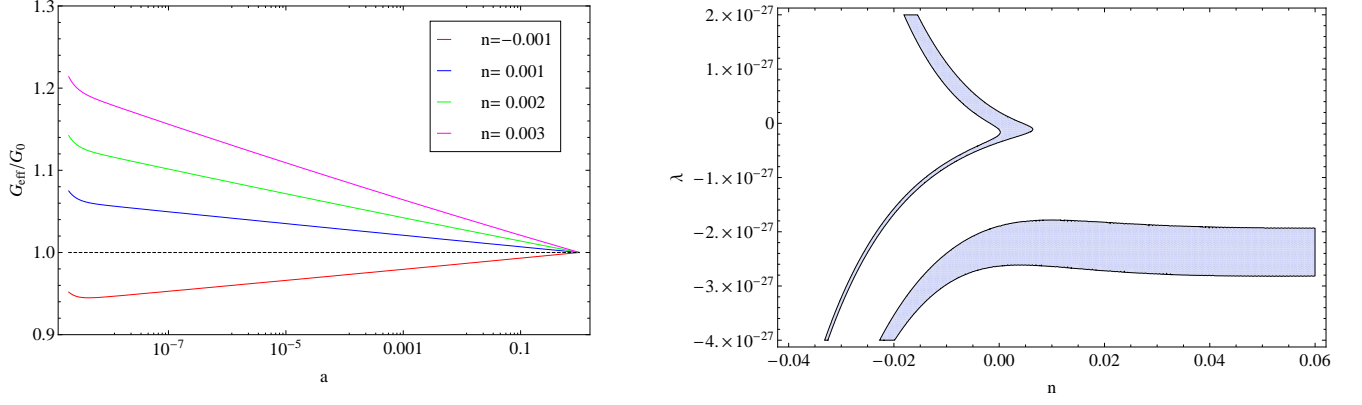 1.3
1.2
1.1
1.0
0.9
G_eff/G_0
10^-7
10^-5
0.001
0.1
a
n=−0.001
n= 0.001
n= 0.002
n= 0.003
2.×10^-27
1.×10^-27
0
−1.×10^-27
−2.×10^-27
−3.×10^-27
−4.×10^-27
λ
−0.04
−0.02
0.00
0.02
0.04
0.06
n